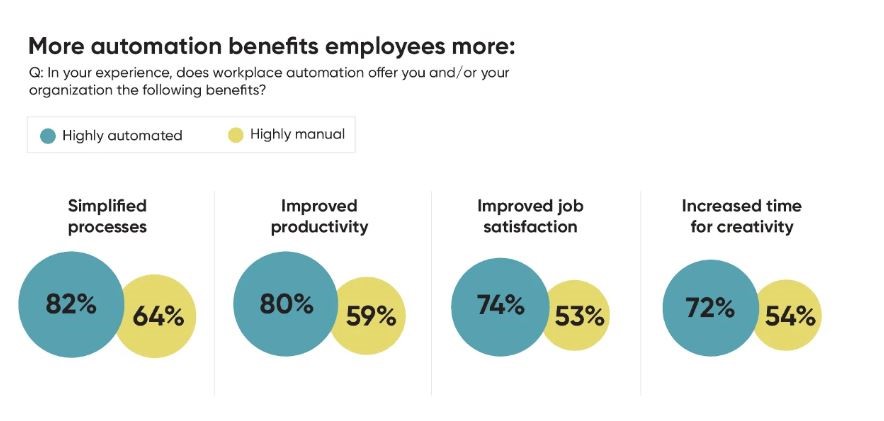 More automation benefits employees more:
Q: In your experience, does workplace automation offer you and/or your
organization the following benefits?
Highly automated
Highly manual
Simplified
processes
82%
64%
Improved
productivity
80%
59%
Improved job
satisfaction
74%
53%
Increased time
for creativity
72%
54%